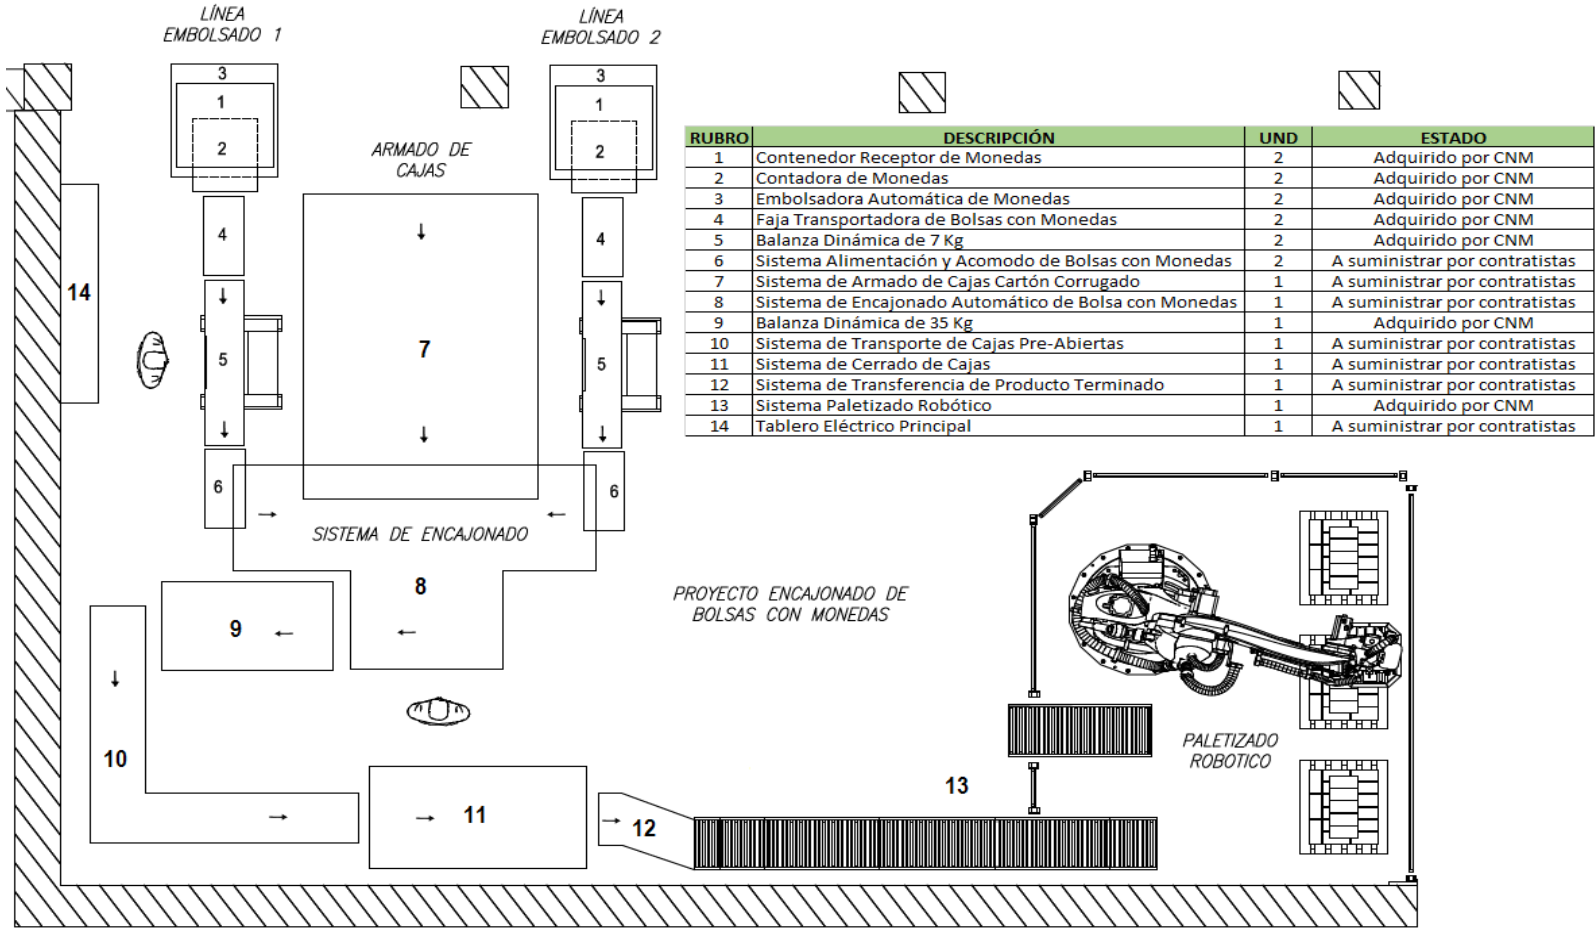 LÍNEA
EMBOLSADO 1
LÍNEA
EMBOLSADO 2
3
1
2
3
1
2
ARMADO DE
CAJAS
RUBRO DESCRIPCIÓN UND ESTADO
1 Contenedor Receptor de Monedas 2 Adquirido por CNM
2 Contadora de Monedas 2 Adquirido por CNM
3 Embolsadora Automática de Monedas 2 Adquirido por CNM
4 Faja Transportadora de Bolsas con Monedas 2 Adquirido por CNM
5 Balanza Dinámica de 7 Kg 2 Adquirido por CNM
6 Sistema Alimentación y Acomodo de Bolsas con Monedas 2 A suministrar por contratistas
7 Sistema de Armado de Cajas Cartón Corrugado 1 A suministrar por contratistas
8 Sistema de Encajonado Automático de Bolsa con Monedas 1 A suministrar por contratistas
9 Balanza Dinámica de 35 Kg 1 Adquirido por CNM
10 Sistema de Transporte de Cajas Pre-Abiertas 1 A suministrar por contratistas
11 Sistema de Cerrado de Cajas 1 A suministrar por contratistas
12 Sistema de Transferencia de Producto Terminado 1 A suministrar por contratistas
13 Sistema Paletizado Robótico 1 Adquirido por CNM
14 Tablero Eléctrico Principal 1 A suministrar por contratistas
4
4
14
5
7
5
6
6
SISTEMA DE ENCAJONADO
8
9
PROYECTO ENCAJONADO DE
BOLSAS CON MONEDAS
10
PALETIZADO
ROBOTICO
13
11
12